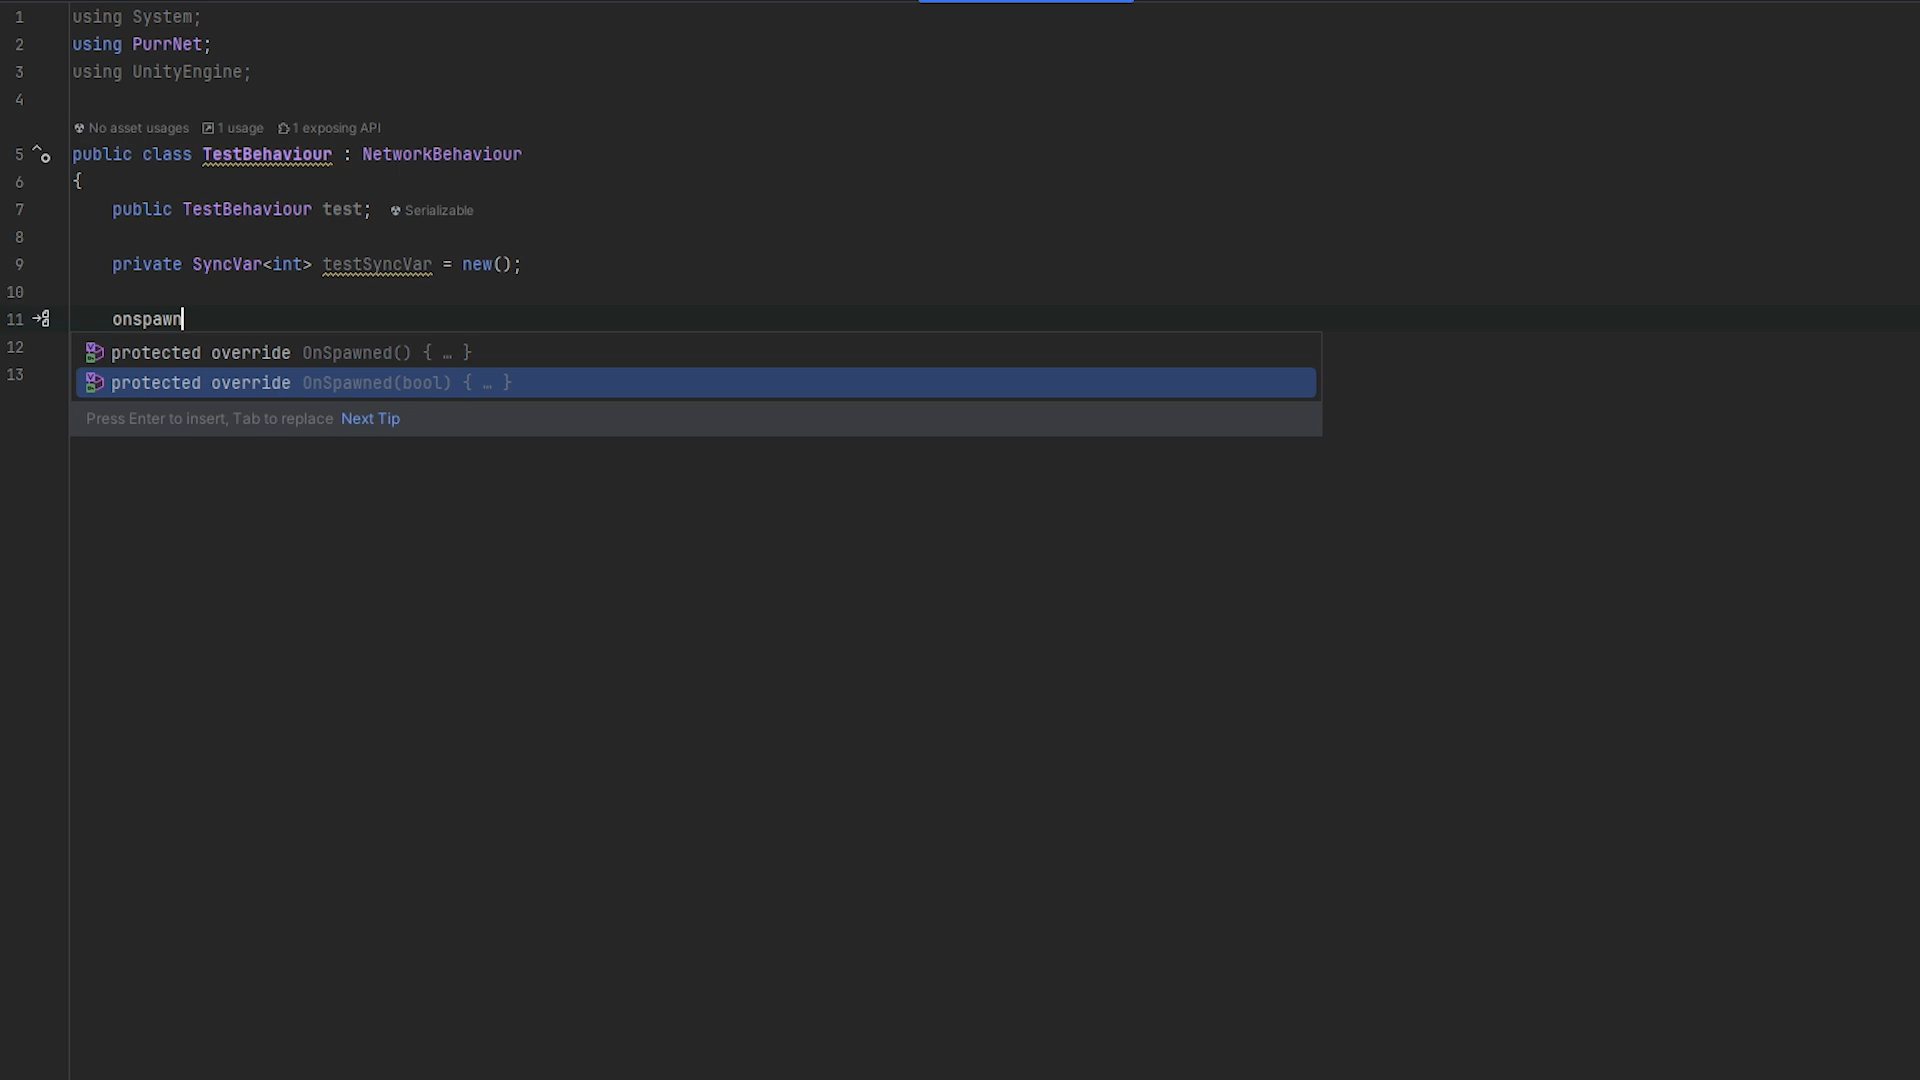 1 using System;
2 using PurrNet;
3 using UnityEngine;
4
No asset usages 1 usage 1 exposing API
5 public class TestBehaviour : NetworkBehaviour
6 {
7 public TestBehaviour test; Serializable
8
9 private SyncVar<int> testSyncVar = new();
10
11 onspawn
12 protected override OnSpawned() { … }
13 protected override OnSpawned(bool) { … }
Press Enter to insert, Tab to replace Next Tip